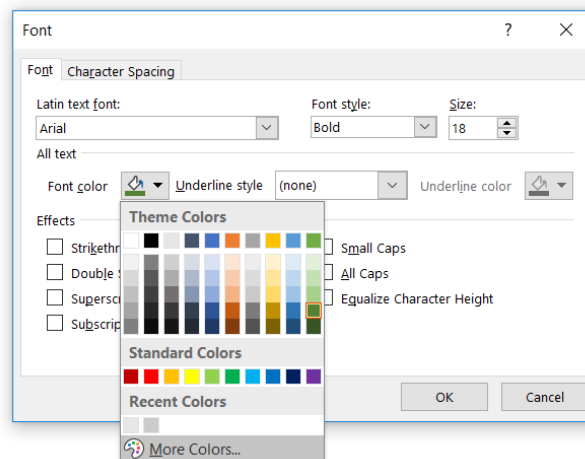 Font ?
Font Character Spacing
Latin text font: Font style: Size:
Arial Bold 18
All text
Font color Underline style (none) Underline color
Theme Colors
Effects
Strikethr Small Caps
Double S All Caps
Superscr Equalize Character Height
Subscrip
Standard Colors
Recent Colors
OK Cancel
More Colors...